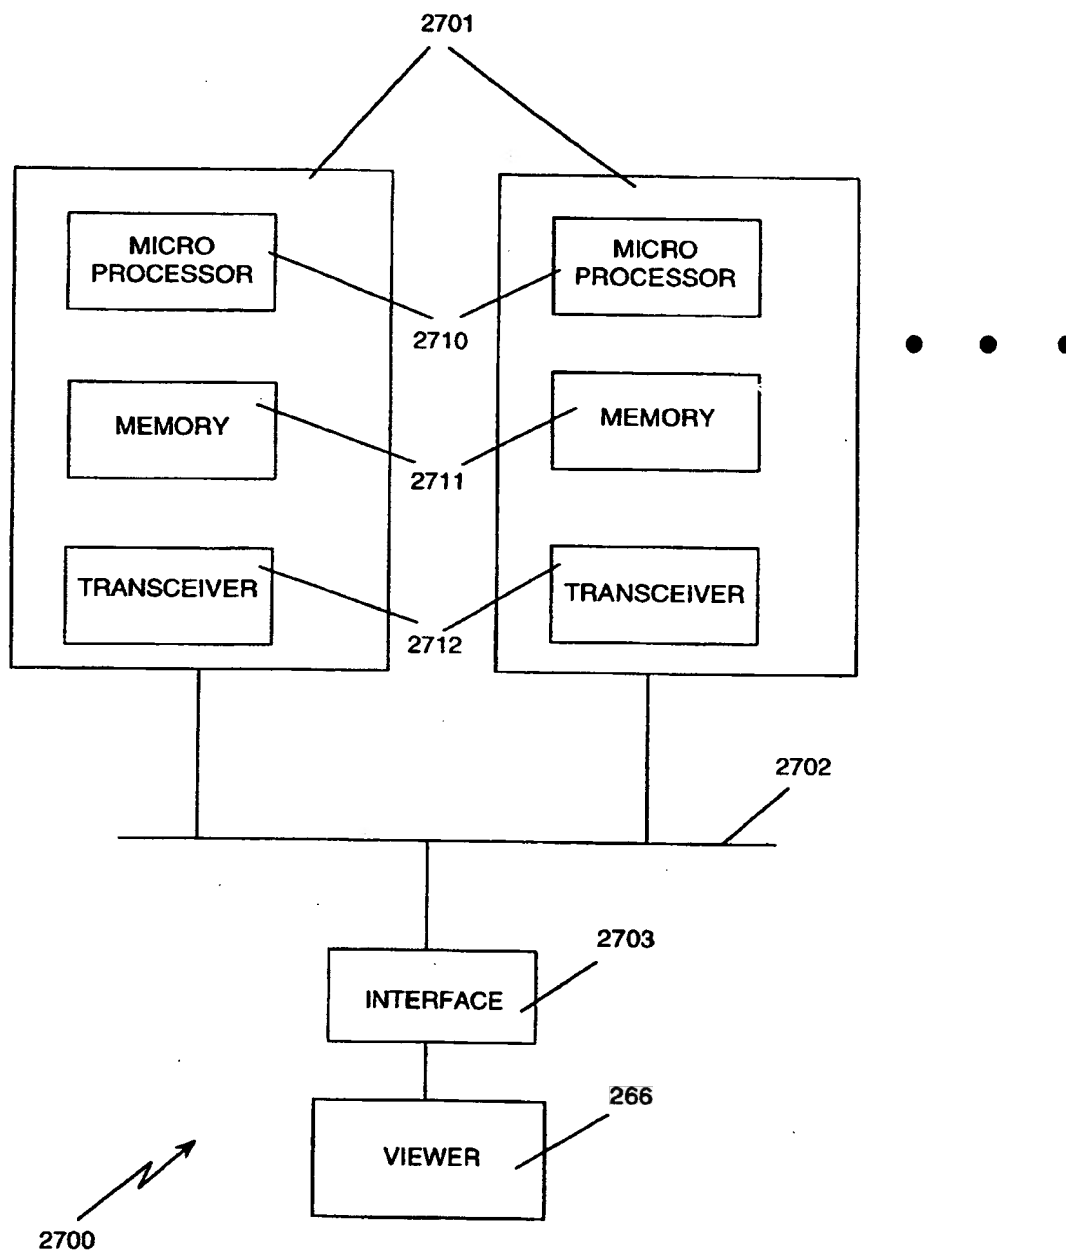 2701
MICRO
PROCESSOR
MICRO
PROCESSOR
2710
MEMORY
MEMORY
2711
TRANSCEIVER
TRANSCEIVER
2712
2702
2703
INTERFACE
266
VIEWER
2700